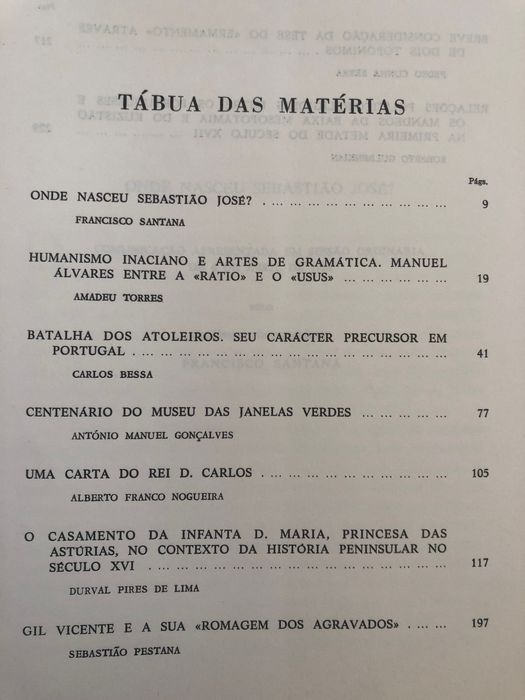 TÁBUA DAS MATÉRIAS
Págs.
ONDE NASCEU SEBASTIÃO JOSÉ? . ... ... ... ... ... ... ... ... ... 9
FRANCISCO SANTANA
HUMANISMO INACIANO E ARTES DE GRAMÁTICA. MANUEL
ÁLVARES ENTRE A «RATIO» E O «USUS» ... ... ... ... ... 19
AMADEU TORRES
BATALHA DOS ATOLEIROS. SEU CARÁCTER PRECURSOR EM
PORTUGAL . ... ... ... ... ... ... ... ... ... ... ... ... ... ... 41
CARLOS BESSA
CENTENÁRIO DO MUSEU DAS JANELAS VERDES ... ... ... ... 77
ANTÓNIO MANUEL GONÇALVES
UMA CARTA DO REI D. CARLOS . ... ... ... ... ... ... ... ... ... 105
ALBERTO FRANCO NOGUEIRA
O CASAMENTO DA INFANTA D. MARIA, PRINCESA DAS
ASTÚRIAS, NO CONTEXTO DA HISTÓRIA PENINSULAR NO
SÉCULO XVI . ... ... ... ... ... ... ... ... ... ... ... ... ... ... 117
DURVAL PIRES DE LIMA
GIL VICENTE E A SUA «ROMAGEM DOS AGRAVADOS» . ... ... 197
SEBASTIÃO PESTANA